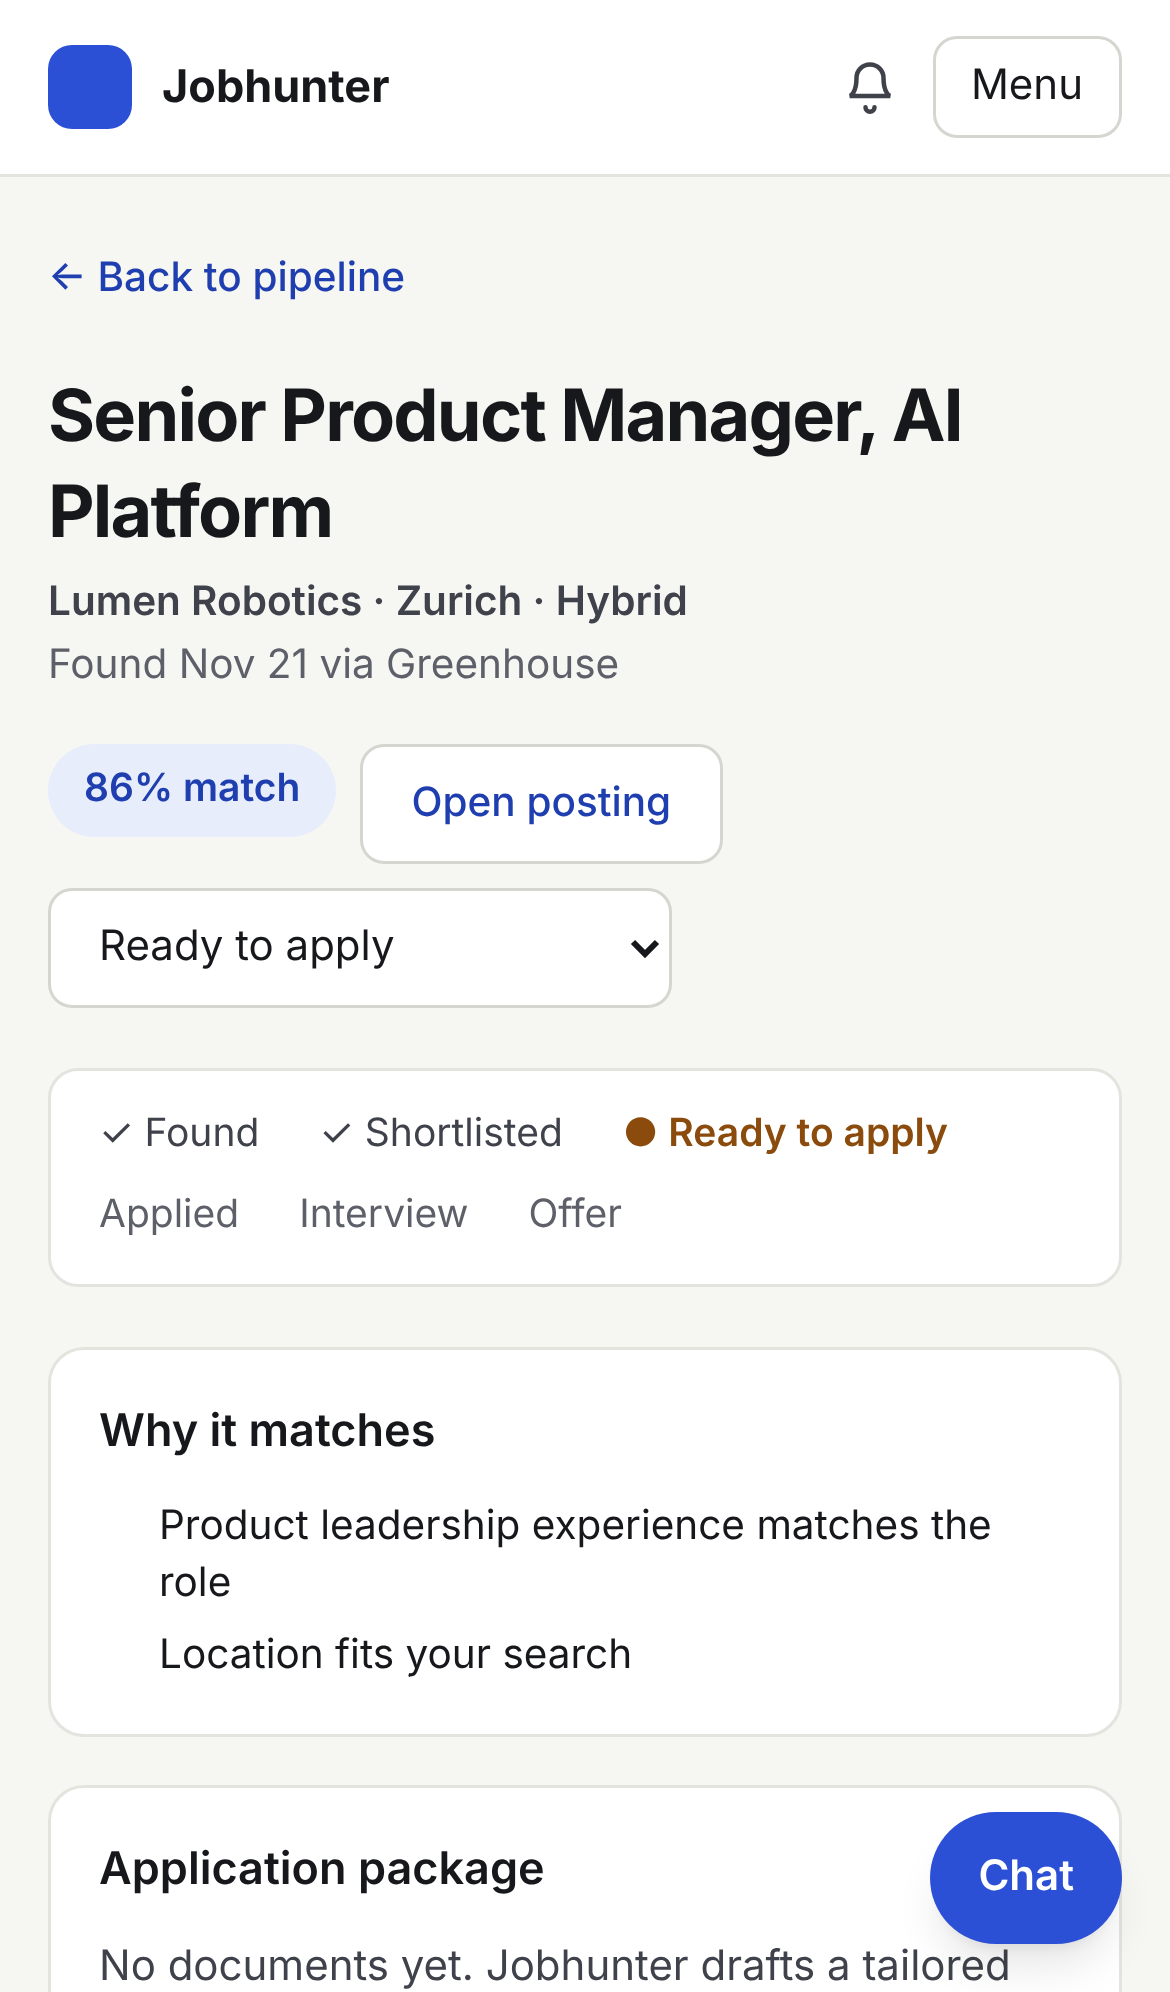 Jobhunter
Menu
← Back to pipeline
Senior Product Manager, AI
Platform
Lumen Robotics · Zurich · Hybrid
Found Nov 21 via Greenhouse
86% match
Open posting
Ready to apply
✓ Found ✓ Shortlisted ● Ready to apply
Applied Interview Offer
Why it matches
Product leadership experience matches the
role
Location fits your search
Application package
Chat
No documents yet. Jobhunter drafts a tailored